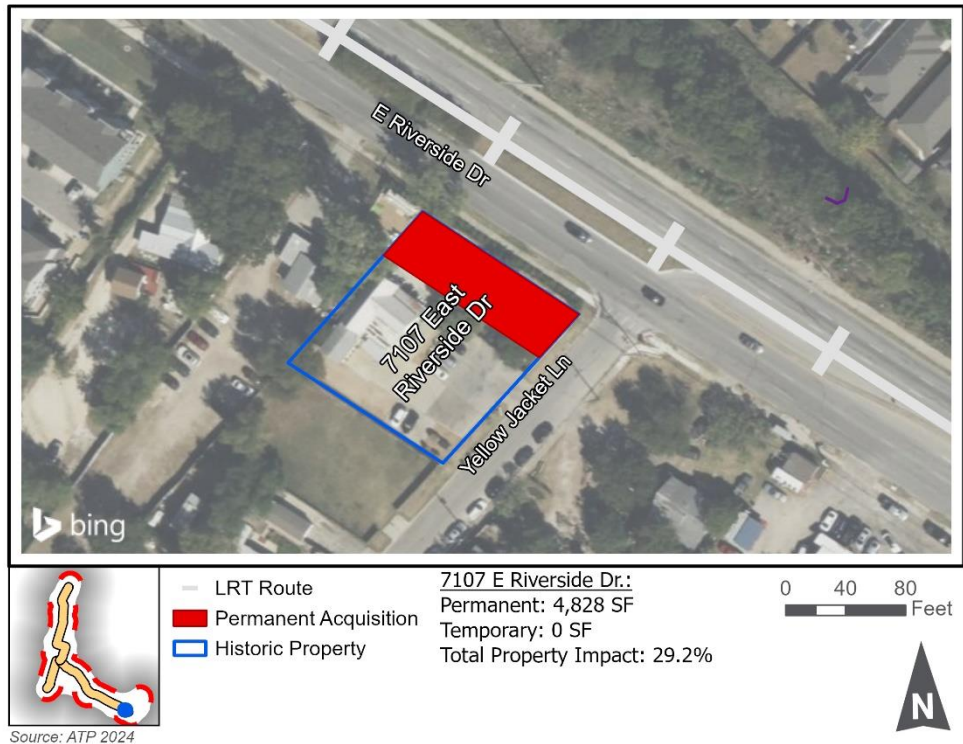 E Riverside Dr
7107 East
Riverside Dr
Yellow Jacket Ln
bing
LRT Route
Permanent Acquisition
Historic Property
7107 E Riverside Dr.:
Permanent: 4,828 SF
Temporary: 0 SF
Total Property Impact: 29.2%
0 40 80
Feet
N
Source: ATP 2024